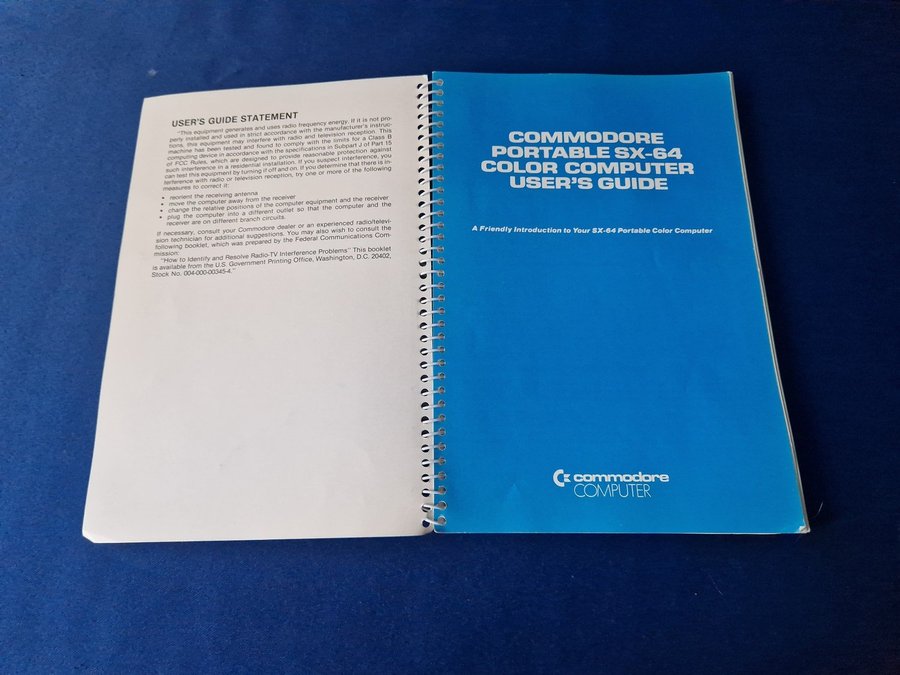 USER'S GUIDE STATEMENT
"This equipment generates and uses radio frequency energy. If it is not pro-
perly installed and used in strict accordance with the manufacturer's instruc-
tions, this equipment may interfere with radio and television reception. This
machine has been tested and found to comply with the limits for a Class B
computing device in accordance with the specifications in Subpart J of Part 15
of FCC Rules, which are designed to provide reasonable protection against
such interference in a residential installation. If you suspect interference, you
can test this equipment by turning it off and on. If you determine that there is in-
terference with radio or television reception, try one or more of the following
measures to correct it:
• reorient the receiving antenna
• move the computer away from the receiver
• change the relative positions of the computer equipment and the receiver
• plug the computer into a different outlet so that the computer and the
receiver are on different branch circuits.
If necessary, consult your Commodore dealer or an experienced radio/televi-
sion technician for additional suggestions. You may also wish to consult the
following booklet, which was prepared by the Federal Communications Com-
mission:
"How to Identify and Resolve Radio-TV Interference Problems" This booklet
is available from the U.S. Government Printing Office, Washington, D.C. 20402,
Stock No. 004-000-00345-4."
COMMODORE
PORTABLE SX-64
COLOR COMPUTER
USER'S GUIDE
A Friendly Introduction to Your SX-64 Portable Color Computer
commodore
COMPUTER